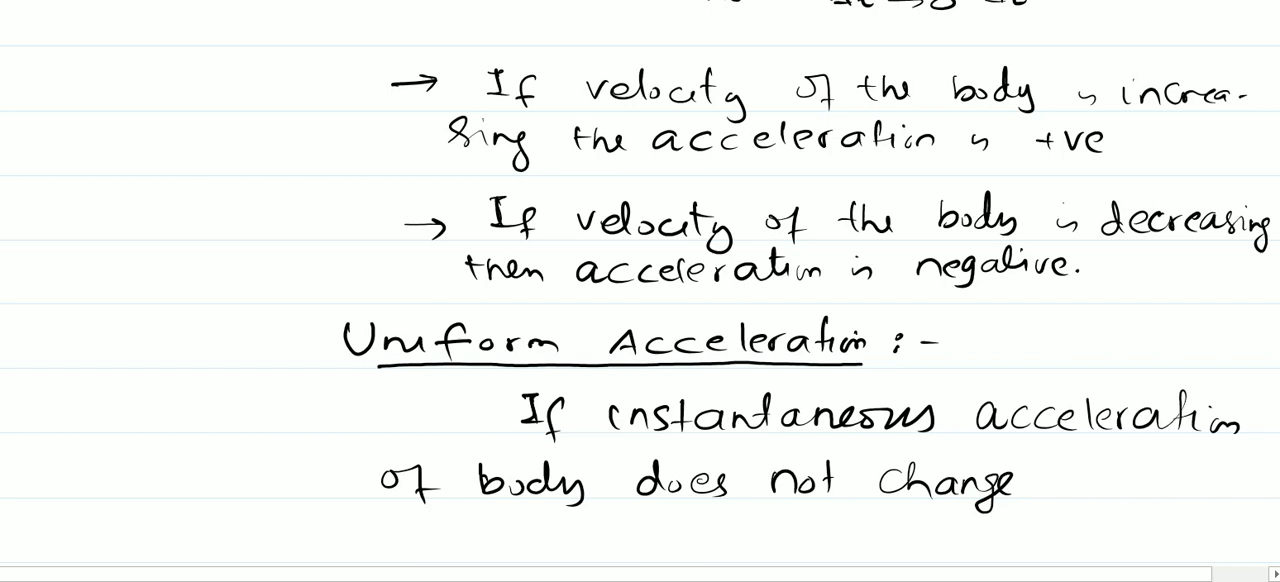 → If velocity of the body is increa-
sing the acceleration is +ve
→ If velocity of the body is decreasing
then acceleration is negative.
Uniform Acceleration :-
If instantaneous acceleration
of body does not change